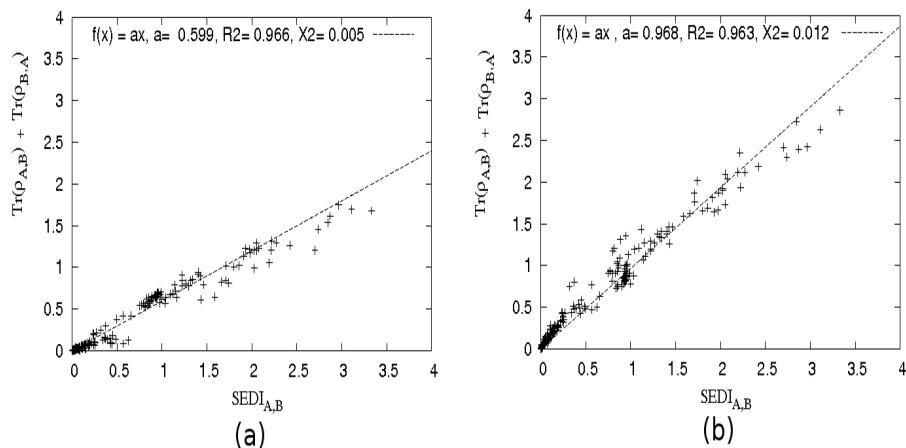 f(x) = ax, a= 0.599, R2=0.966, X2=0.005
4
3.5
3
2.5
2
1.5
1
0.5
0
Tr(ρA,B) + Tr(ρB,A)
0 0.5 1 1.5 2 2.5 3 3.5 4
SEDIA,B
(a)
f(x) = ax , a= 0.968, R2=0.963, X2= 0.012
4
3.5
3
2.5
2
1.5
1
0.5
0
Tr(ρA,B) + Tr(ρB,A)
0 0.5 1 1.5 2 2.5 3 3.5 4
SEDIA,B
(b)